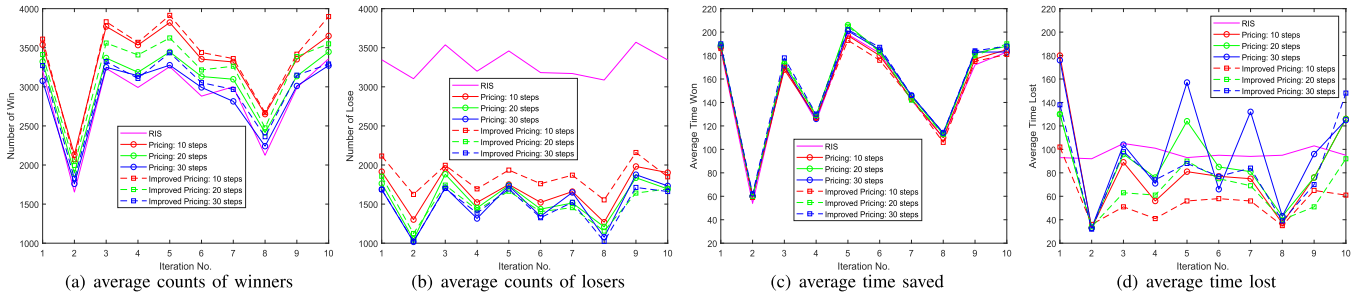 4000
3500
3000
2500
2000
1500
1000
Number of Win
RIS
Pricing: 10 steps
Pricing: 20 steps
Pricing: 30 steps
Improved Pricing: 10 steps
Improved Pricing: 20 steps
Improved Pricing: 30 steps
1 2 3 4 5 6 7 8 9 10
Iteration No.
(a) average counts of winners
4000
3500
3000
2500
2000
1500
1000
Number of Lose
RIS
Pricing: 10 steps
Pricing: 20 steps
Pricing: 30 steps
Improved Pricing: 10 steps
Improved Pricing: 20 steps
Improved Pricing: 30 steps
1 2 3 4 5 6 7 8 9 10
Iteration No.
(b) average counts of losers
220
200
180
160
140
120
100
80
60
40
20
Average Time Won
RIS
Pricing: 10 steps
Pricing: 20 steps
Pricing: 30 steps
Improved Pricing: 10 steps
Improved Pricing: 20 steps
Improved Pricing: 30 steps
1 2 3 4 5 6 7 8 9 10
Iteration No.
(c) average time saved
220
200
180
160
140
120
100
80
60
40
20
Average Time Lost
RIS
Pricing: 10 steps
Pricing: 20 steps
Pricing: 30 steps
Improved Pricing: 10 steps
Improved Pricing: 20 steps
Improved Pricing: 30 steps
1 2 3 4 5 6 7 8 9 10
Iteration No.
(d) average time lost